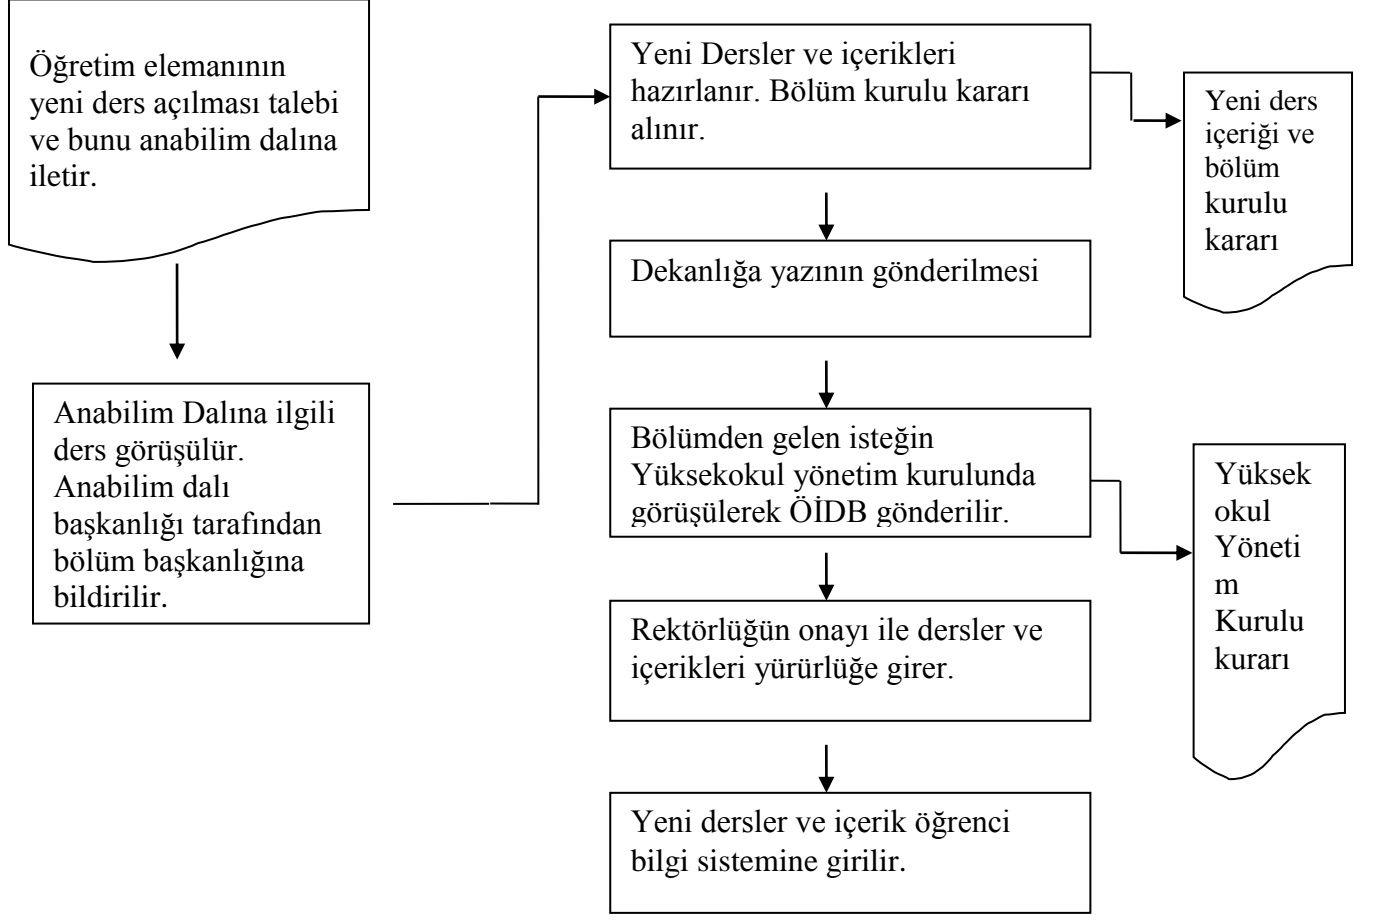 Öğretim elemanının
yeni ders açılması talebi
ve bunu anabilim dalına
iletir.
Anabilim Dalına ilgili
ders görüşülür.
Anabilim dalı
başkanlığı tarafından
bölüm başkanlığına
bildirilir.
Yeni Dersler ve içerikleri
hazırlanır. Bölüm kurulu kararı
alınır.
Yeni ders
içeriği ve
bölüm
kurulu
kararı
Dekanlığa yazının gönderilmesi
Bölümden gelen isteğin
Yüksekokul yönetim kurulunda
görüşülerek ÖİDB gönderilir.
Yüksek
okul
Yöneti
m
Kurulu
kurarı
Rektörlüğün onayı ile dersler ve
içerikleri yürürlüğe girer.
Yeni dersler ve içerik öğrenci
bilgi sistemine girilir.